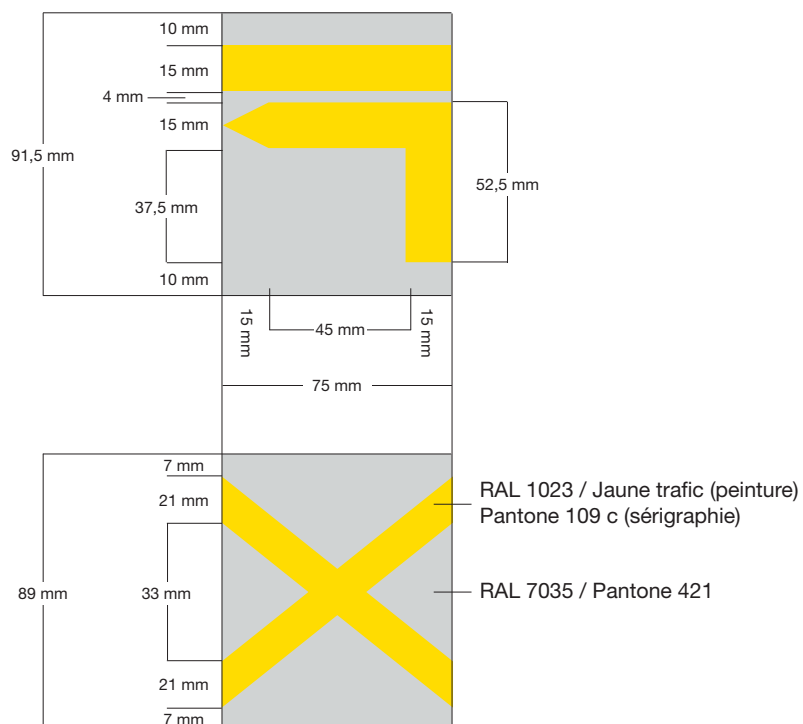 10 mm
15 mm
4 mm
15 mm
91,5 mm
52,5 mm
37,5 mm
10 mm
15 mm
45 mm
15 mm
75 mm
7 mm
21 mm
RAL 1023 / Jaune trafic (peinture)
Pantone 109 c (sérigraphie)
89 mm
33 mm
RAL 7035 / Pantone 421
21 mm
7 mm